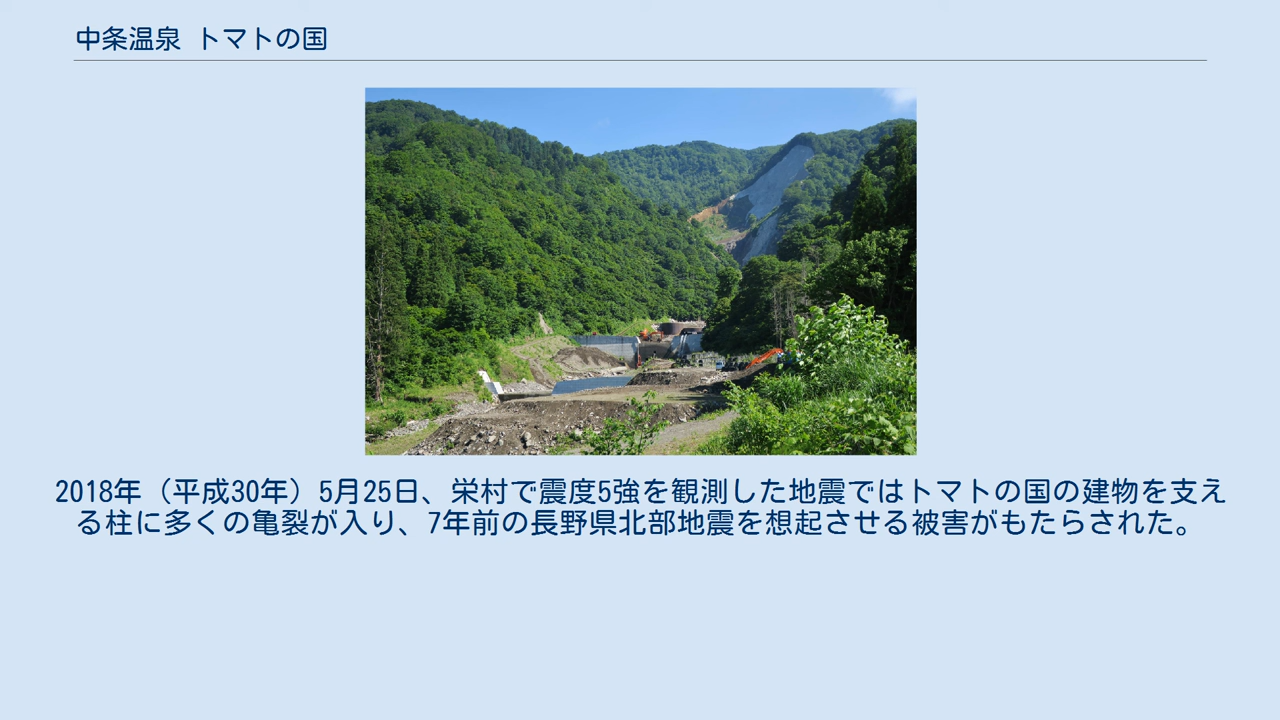 中条温泉 トマトの国
2018年（平成30年）5月25日、栄村で震度5強を観測した地震ではトマトの国の建物を支え
る柱に多くの亀裂が入り、7年前の長野県北部地震を想起させる被害がもたらされた。